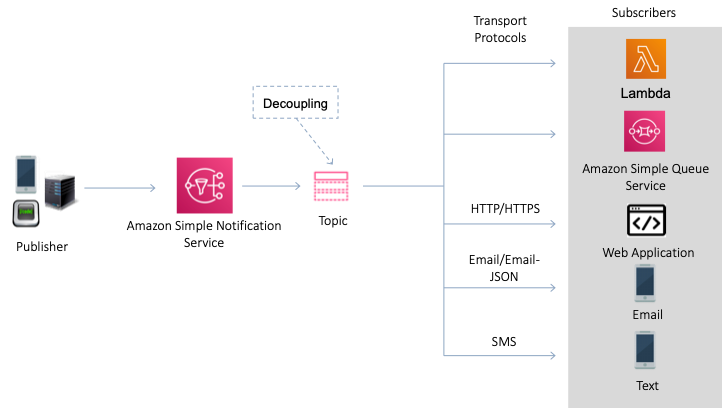 Subscribers
Transport
Protocols
Lambda
Decoupling
Amazon Simple Queue
Service
HTTP/HTTPS
Topic
Amazon Simple Notification
Service
Publisher
Web Application
Email/Email-
JSON
Email
SMS
Text